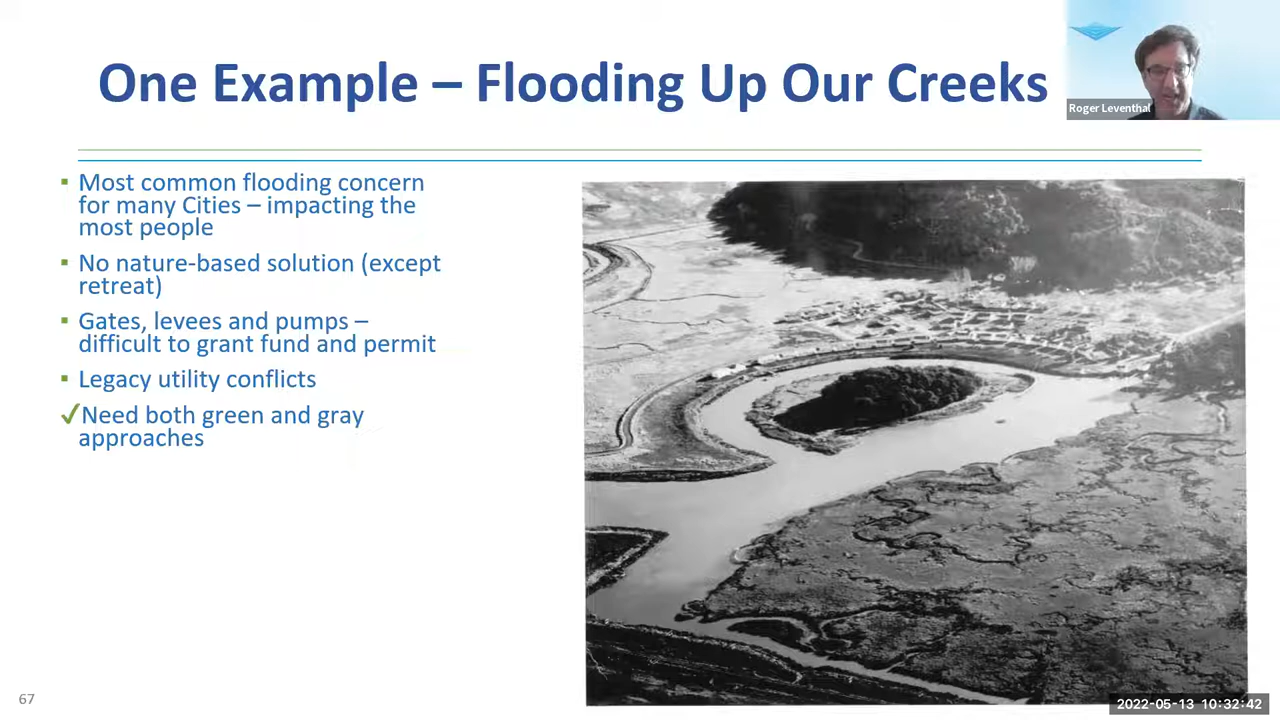 One Example – Flooding Up Our Creeks
Roger Leventhal
▪ Most common flooding concern
for many Cities – impacting the
most people
▪ No nature-based solution (except
retreat)
▪ Gates, levees and pumps –
difficult to grant fund and permit
▪ Legacy utility conflicts
✓Need both green and gray
approaches
67
2022-05-13 10:32:42